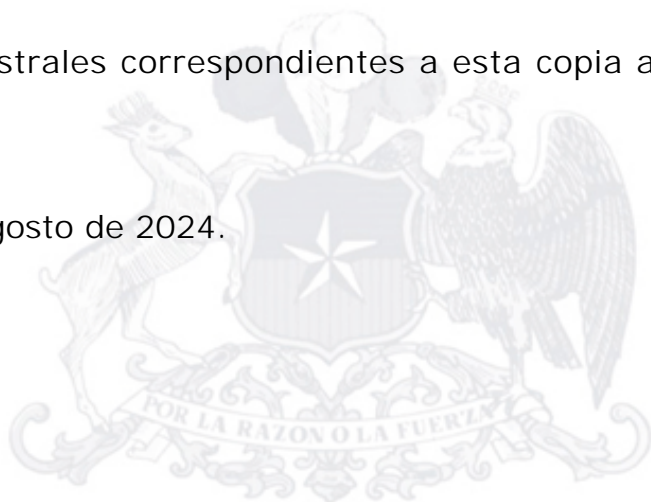 strales correspondientes a esta copia a
gosto de 2024.
POR LA RAZON O LA FUERZA